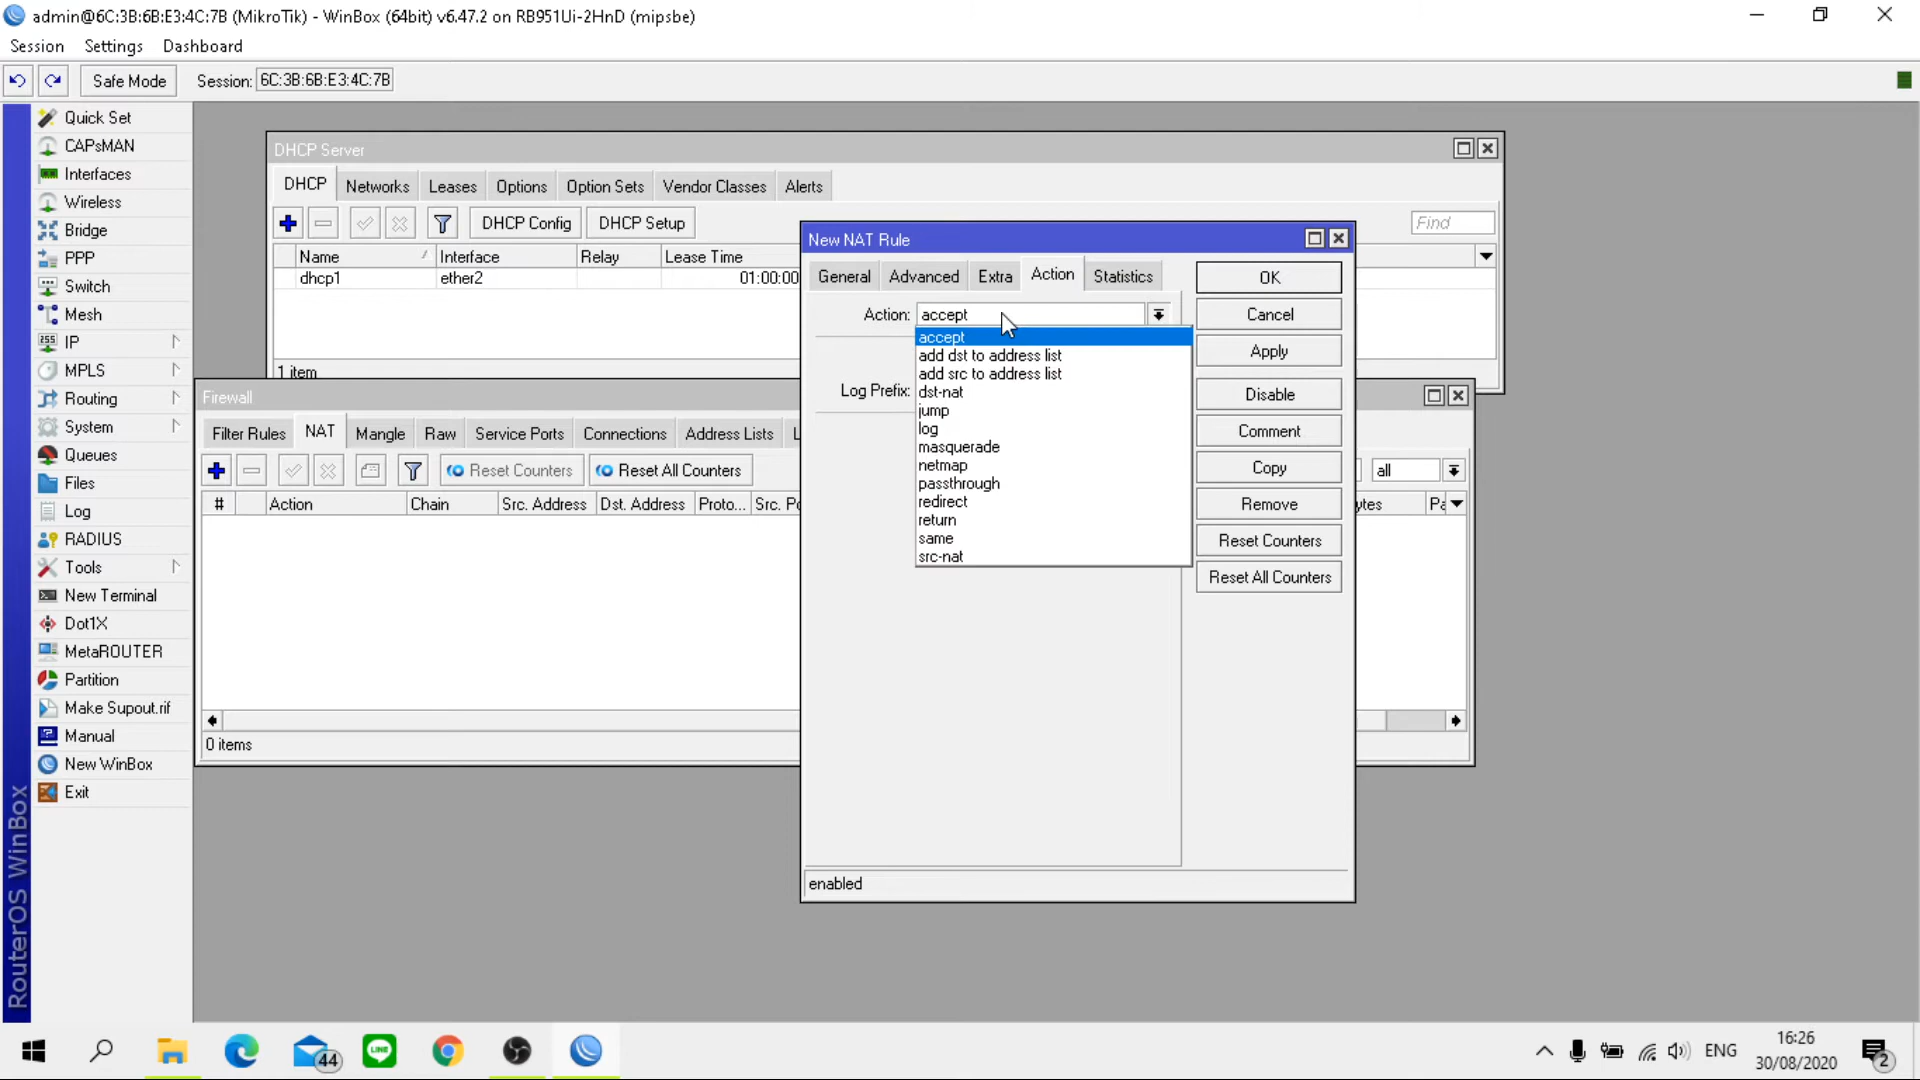 admin@6C:3B:6B:E3:4C:7B (MikroTik) - WinBox (64bit) v6.47.2 on RB951Ui-2HnD (mipsbe)
Session Settings Dashboard
Safe Mode Session: 6C:3B:6B:E3:4C:7B
Quick Set
CAPsMAN
Interfaces
Wireless
Bridge
PPP
Switch
Mesh
IP
MPLS
Routing
System
Queues
Files
Log
RADIUS
Tools
New Terminal
Dot1X
MetaROUTER
Partition
Make Supout.rif
Manual
New WinBox
Exit
RouterOS WinBox
DHCP Server
DHCP Networks Leases Options Option Sets Vendor Classes Alerts
DHCP Config DHCP Setup Find
Name Interface Relay Lease Time
dhcp1 ether2 01:00:00
1 item
Firewall
Filter Rules NAT Mangle Raw Service Ports Connections Address Lists L
Reset Counters Reset All Counters all
# Action Chain Src. Address Dst. Address Proto... Src. Po
0 items
New NAT Rule
General Advanced Extra Action Statistics
Action: accept
accept
add dst to address list
add src to address list
dst-nat
jump
log
masquerade
netmap
passthrough
redirect
return
same
src-nat
Log Prefix:
OK
Cancel
Apply
Disable
Comment
Copy
Remove
Reset Counters
Reset All Counters
enabled
44
LINE
ENG
16:26
30/08/2020
2